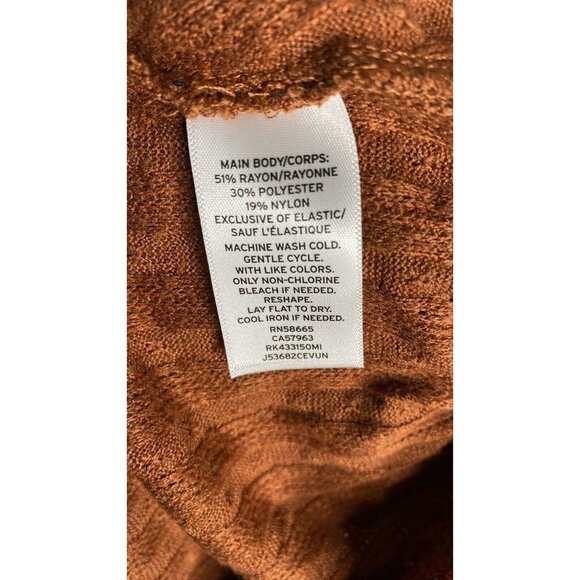 MAIN BODY/CORPS:
51% RAYON/RAYONNE
30% POLYESTER
19% NYLON
EXCLUSIVE OF ELASTIC/
SAUF L'ÉLASTIQUE
MACHINE WASH COLD.
GENTLE CYCLE.
WITH LIKE COLORS.
ONLY NON-CHLORINE
BLEACH IF NEEDED.
RESHAPE.
LAY FLAT TO DRY.
COOL IRON IF NEEDED.
RN58665
CA57963
RK433150MI
J53682CEVUN